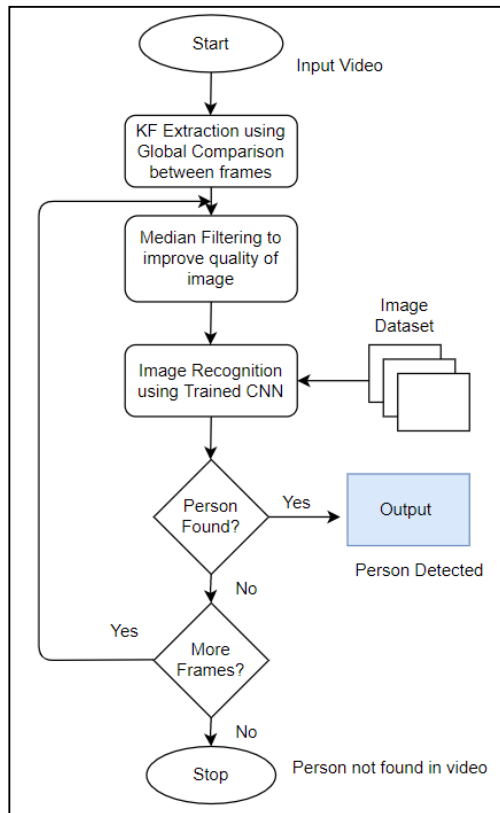 Start
Input Video
KF Extraction using
Global Comparison
between frames
Median Filtering to
improve quality of
image
Image
Dataset
Image Recognition
using Trained CNN
Person
Found?
Yes
Output
Person Detected
No
Yes
More
Frames?
No
Stop
Person not found in video